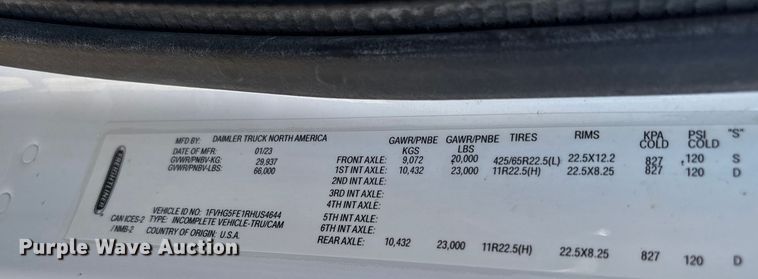 GAWR/PNBE GAWR/PNBE TIRES RIMS KPA PSI "S"
KGS LBS COLD COLD
MFD BY: DAIMLER TRUCK NORTH AMERICA
DATE OF MFR: 01/23
GVWR/PNBV-KG: 29,937
GVWR/PNBV-LBS: 66,000
FRONT AXLE: 9,072 20,000 425/65R22.5(L) 22.5X12.2 827 120 S
1ST INT AXLE: 10,432 23,000 11R22.5(H) 22.5X8.25 827 120 D
2ND INT AXLE:
3RD INT AXLE:
4TH INT AXLE:
5TH INT AXLE:
6TH INT AXLE:
REAR AXLE: 10,432 23,000 11R22.5(H) 22.5X8.25 827 120 D
FREIGHTLINER
VEHICLE ID NO: 1FVHG5FE1RHUS4644
CAN ICES-2 TYPE: INCOMPLETE VEHICLE-TRU/CAM
/ NMB-2 COUNTRY OF ORIGIN: U.S.A.
Purple Wave Auction